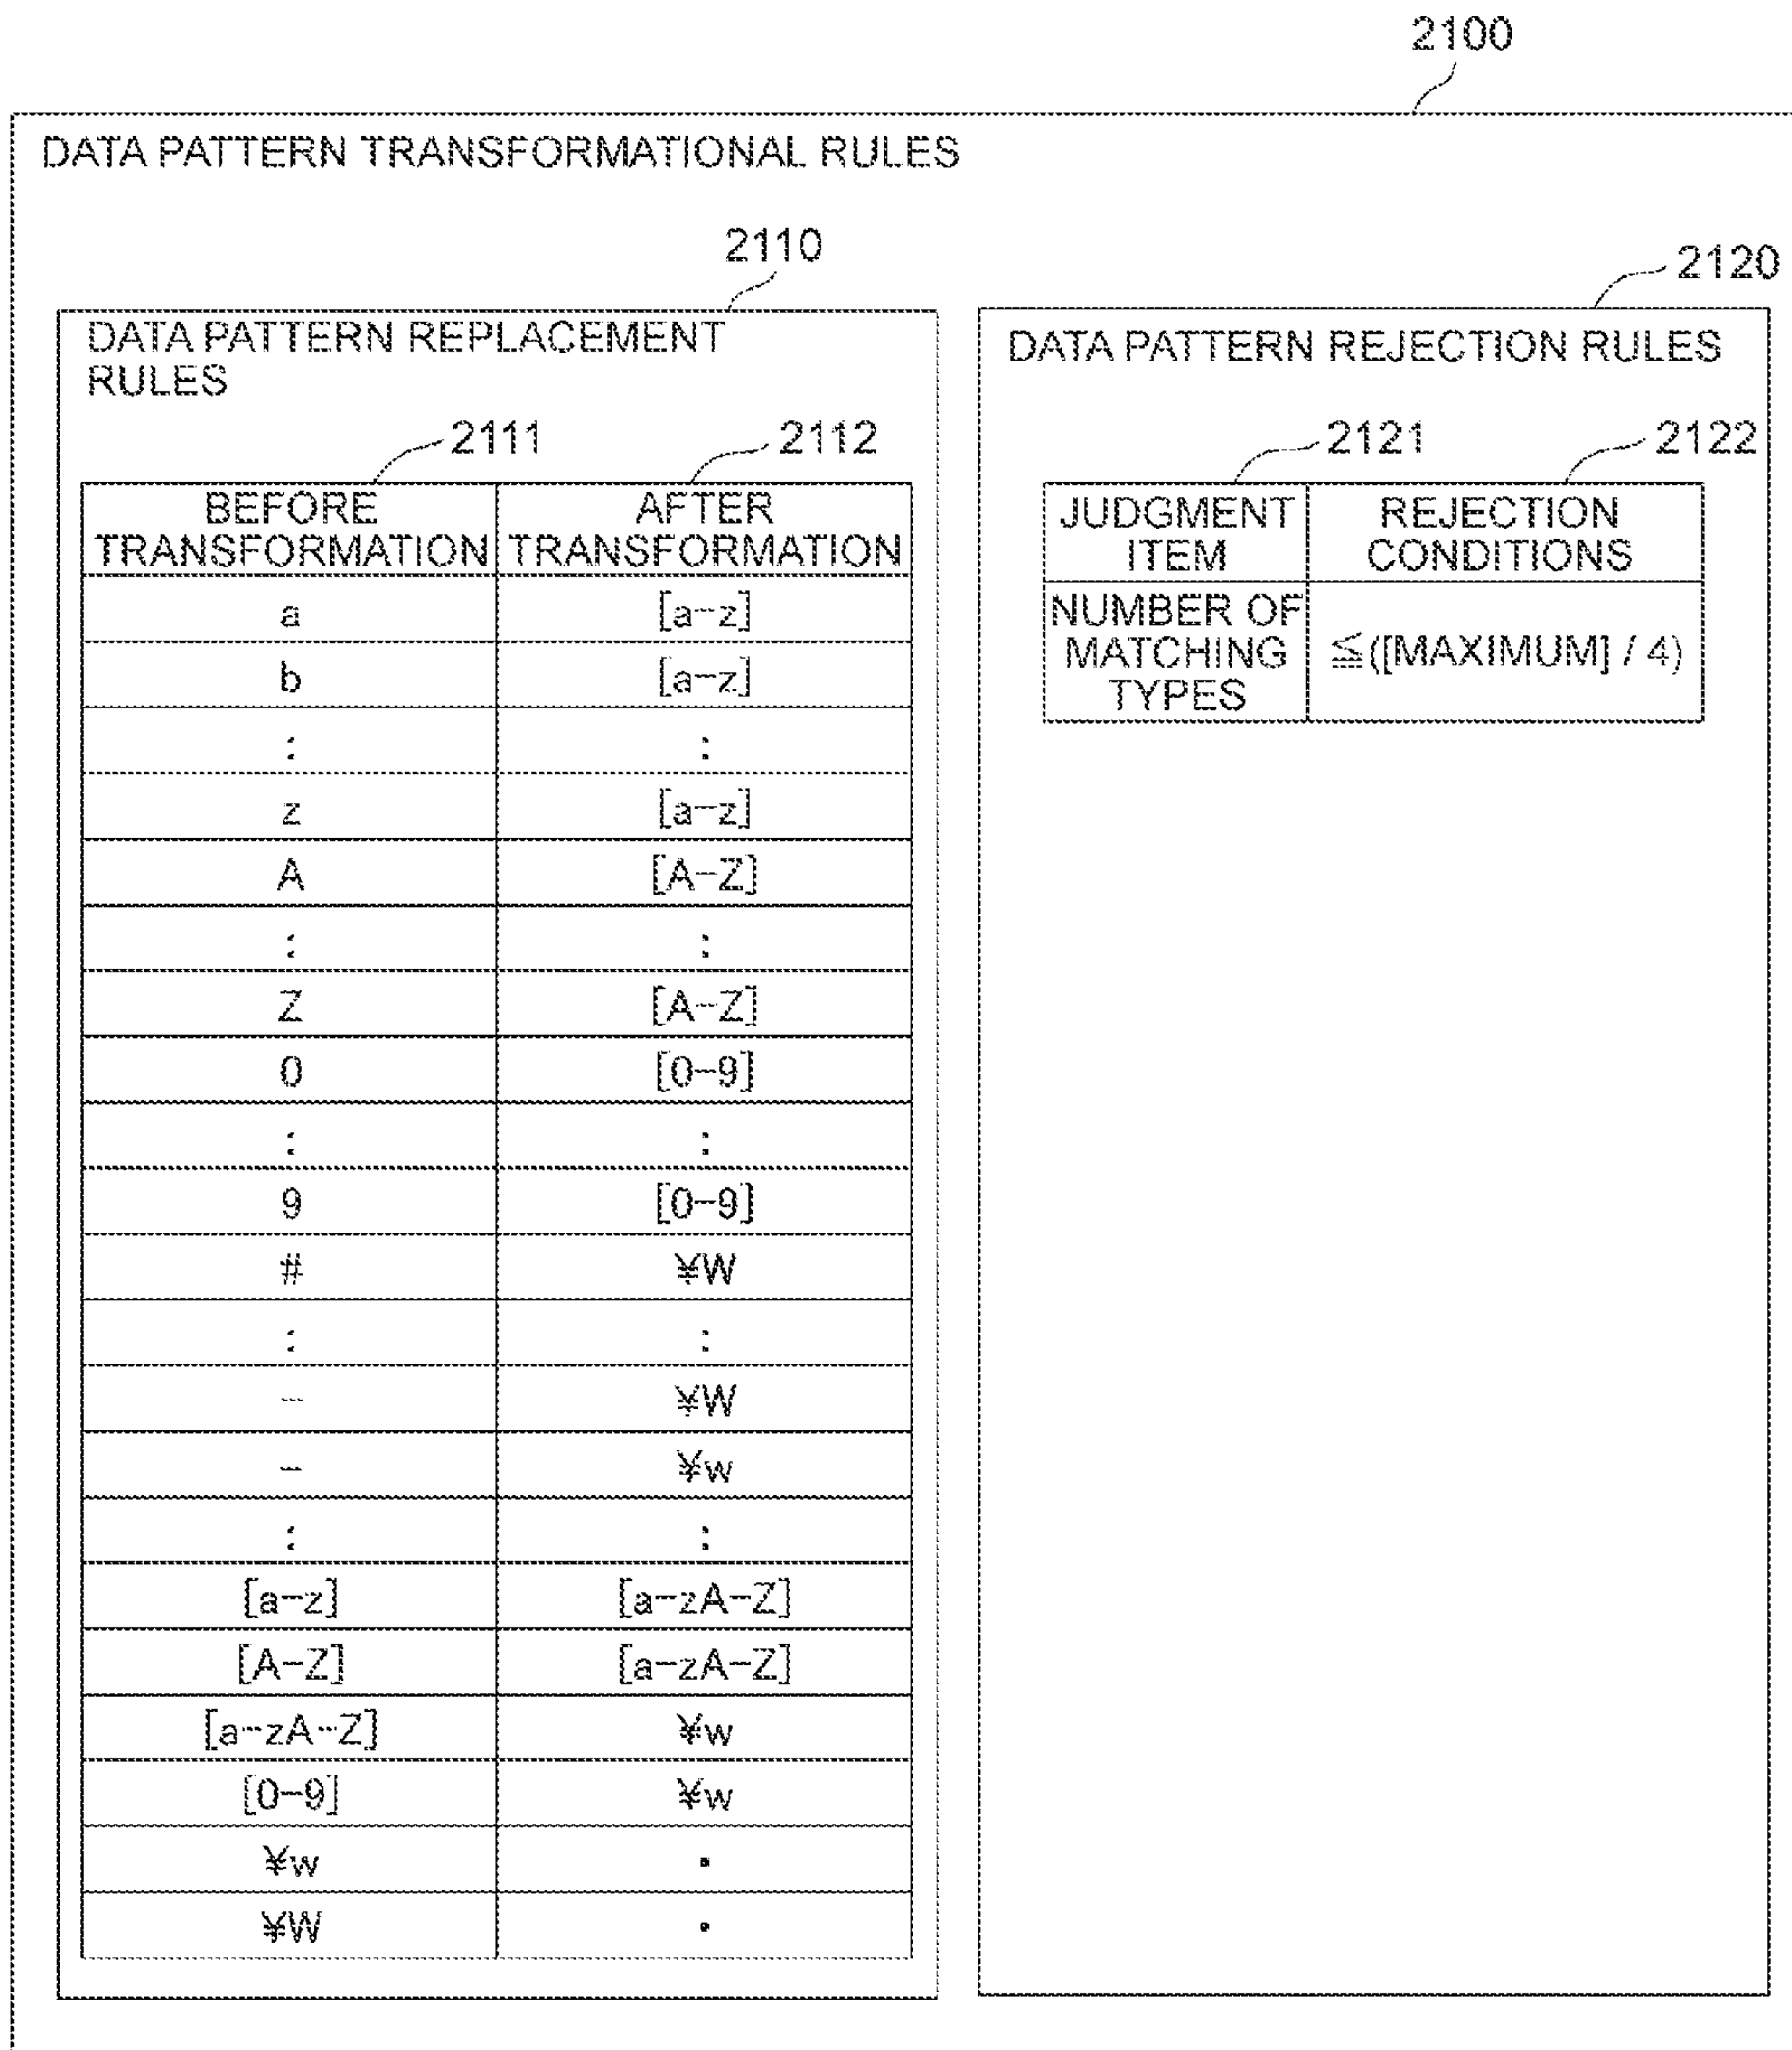 2100
DATA PATTERN TRANSFORMATIONAL RULES
2110
2120
DATA PATTERN REPLACEMENT
RULES
DATA PATTERN REJECTION RULES
2111
2112
2121
2122
BEFORE
TRANSFORMATION
AFTER
TRANSFORMATION
JUDGMENT
ITEM
REJECTION
CONDITIONS
NUMBER OF
MATCHING
TYPES
≦([MAXIMUM] / 4)
a [a-z]
b [a-z]
: :
z [a-z]
A [A-Z]
: :
Z [A-Z]
0 [0-9]
: :
9 [0-9]
# ¥W
: :
- ¥W
- ¥w
: :
[a-z] [a-zA-Z]
[A-Z] [a-zA-Z]
[a-zA-Z] ¥w
[0-9] ¥w
¥w .
¥W .